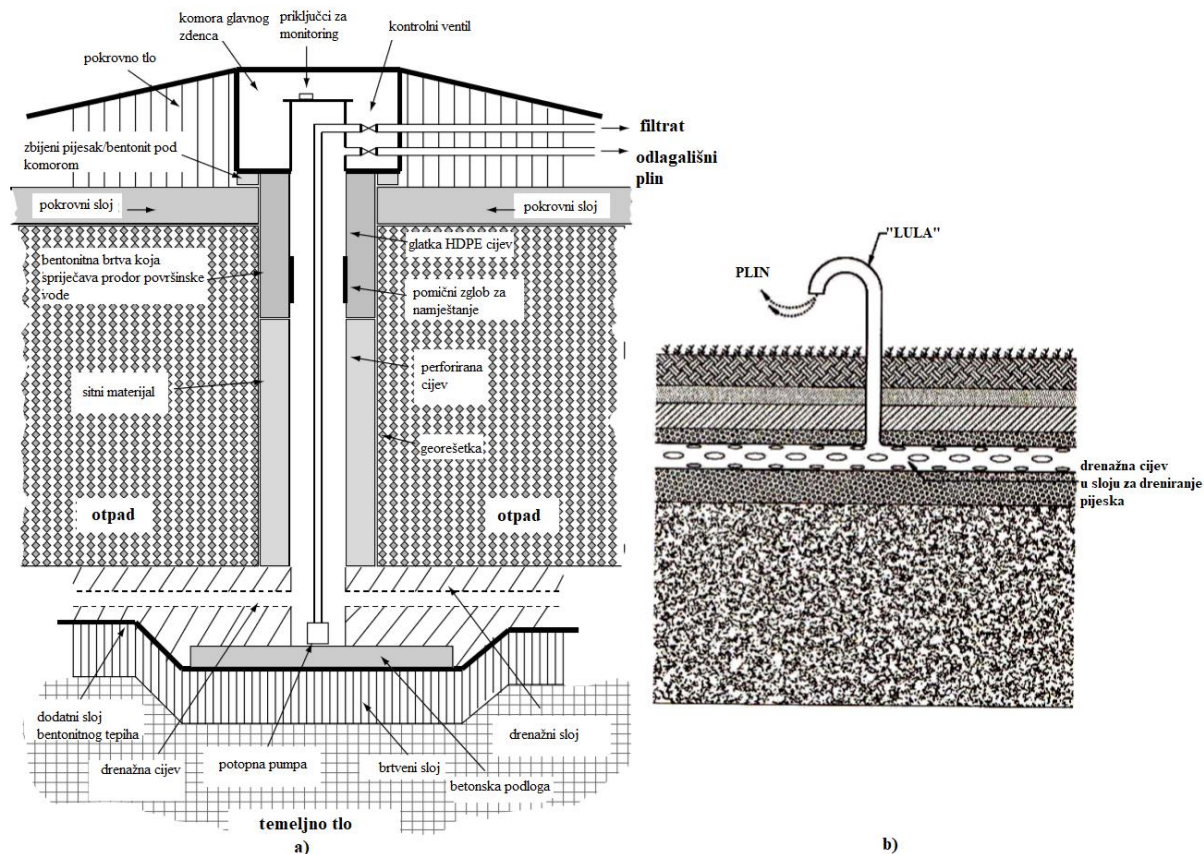 komora glavnog
zdenca
priključci za
monitoring
kontrolni ventil
pokrovno tlo
filtrat
zbijeni pijesak/bentonit pod
komorom
odlagališni
plin
pokrovni sloj
pokrovni sloj
bentonitna brtva koja
spriječava prodor površinske
vode
glatka HDPE cijev
pomični zglob za
namještanje
sitni materijal
perforirana
cijev
georešetka
otpad
otpad
dodatni sloj
bentonitnog tepiha
drenažna cijev
potopna pumpa
brtveni sloj
betonska podloga
drenažni sloj
temeljno tlo
a)
"LULA"
PLIN
drenažna cijev
u sloju za dreniranje
pijeska
b)